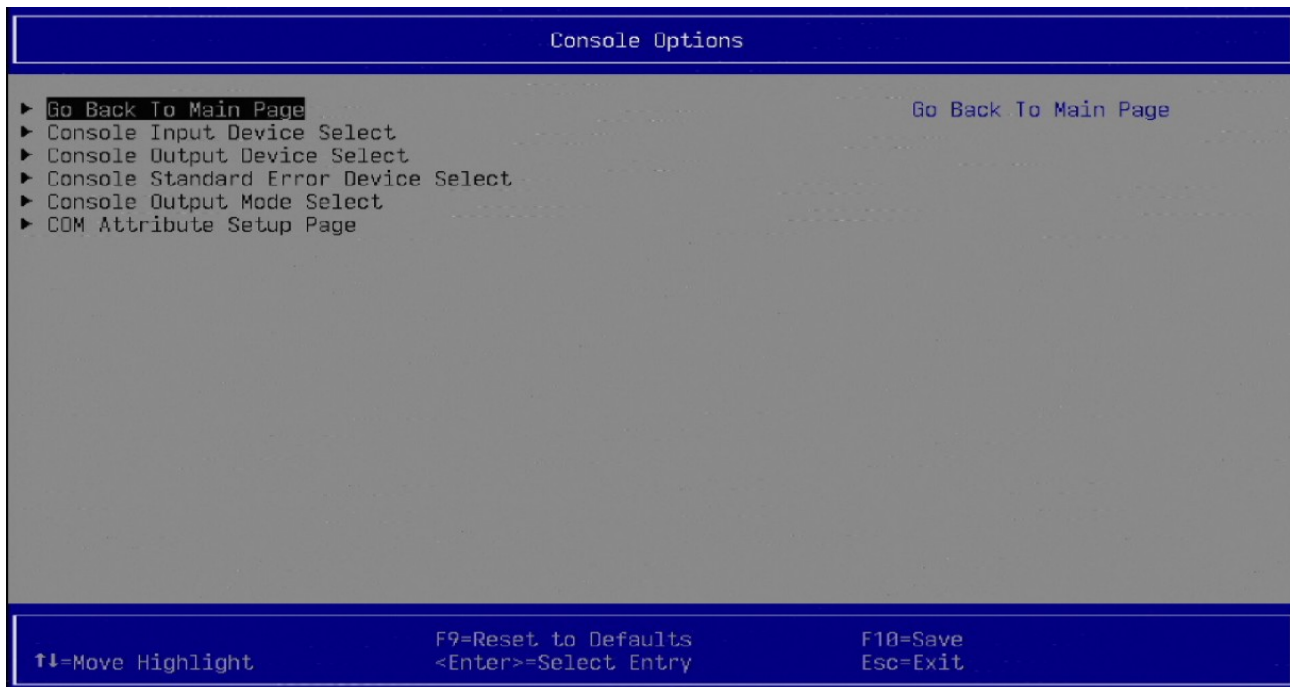 Console Options
► Go Back To Main Page
Go Back To Main Page
► Console Input Device Select
► Console Output Device Select
► Console Standard Error Device Select
► Console Output Mode Select
► COM Attribute Setup Page
F9=Reset to Defaults F10=Save
↑↓=Move Highlight <Enter>=Select Entry Esc=Exit